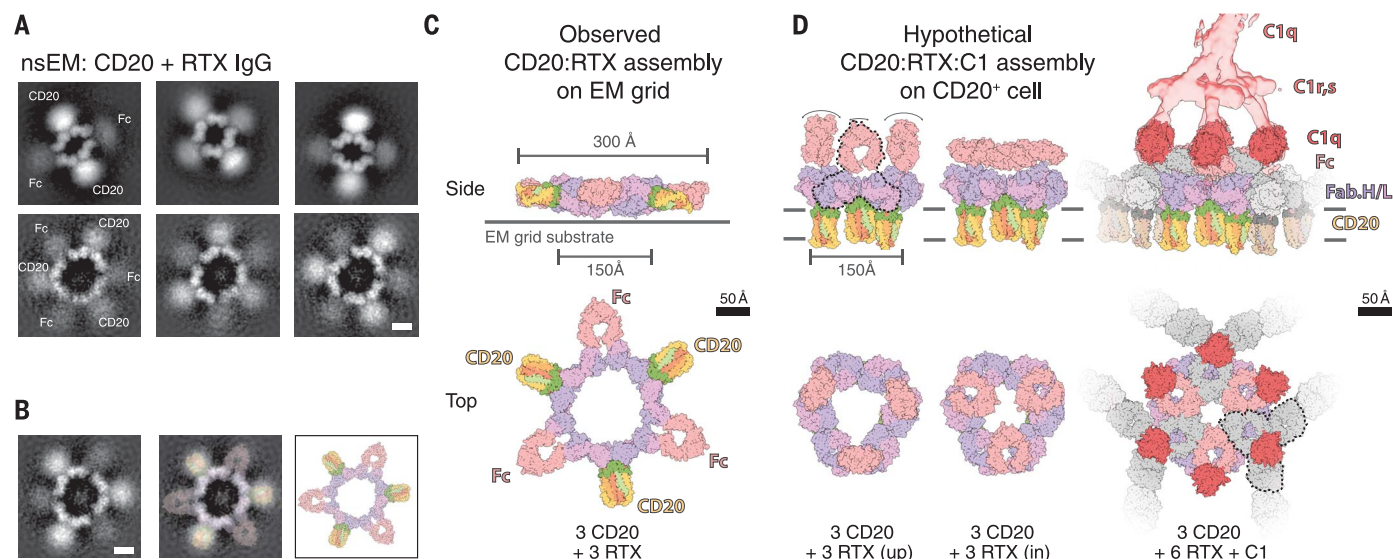 A
nsEM: CD20 + RTX IgG
CD20
Fc
Fc
CD20
CD20
CD20
Fc
Fc
CD20
B
C
Observed
CD20:RTX assembly
on EM grid
300 Å
Side
EM grid substrate
150Å
50 Å
Fc
CD20
CD20
Top
Fc
Fc
CD20
3 CD20
+ 3 RTX
D
Hypothetical
CD20:RTX:C1 assembly
on CD20⁺ cell
C1q
C1r,s
C1q
Fc
Fab.H/L
CD20
150Å
50 Å
3 CD20
+ 3 RTX (up)
3 CD20
+ 3 RTX (in)
3 CD20
+ 6 RTX + C1